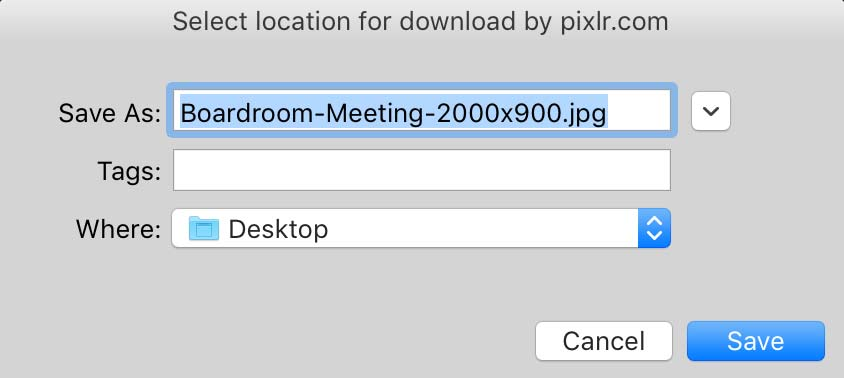 Select location for download by pixlr.com
Save As: Boardroom-Meeting-2000x900.jpg
Tags:
Where: Desktop
Cancel Save